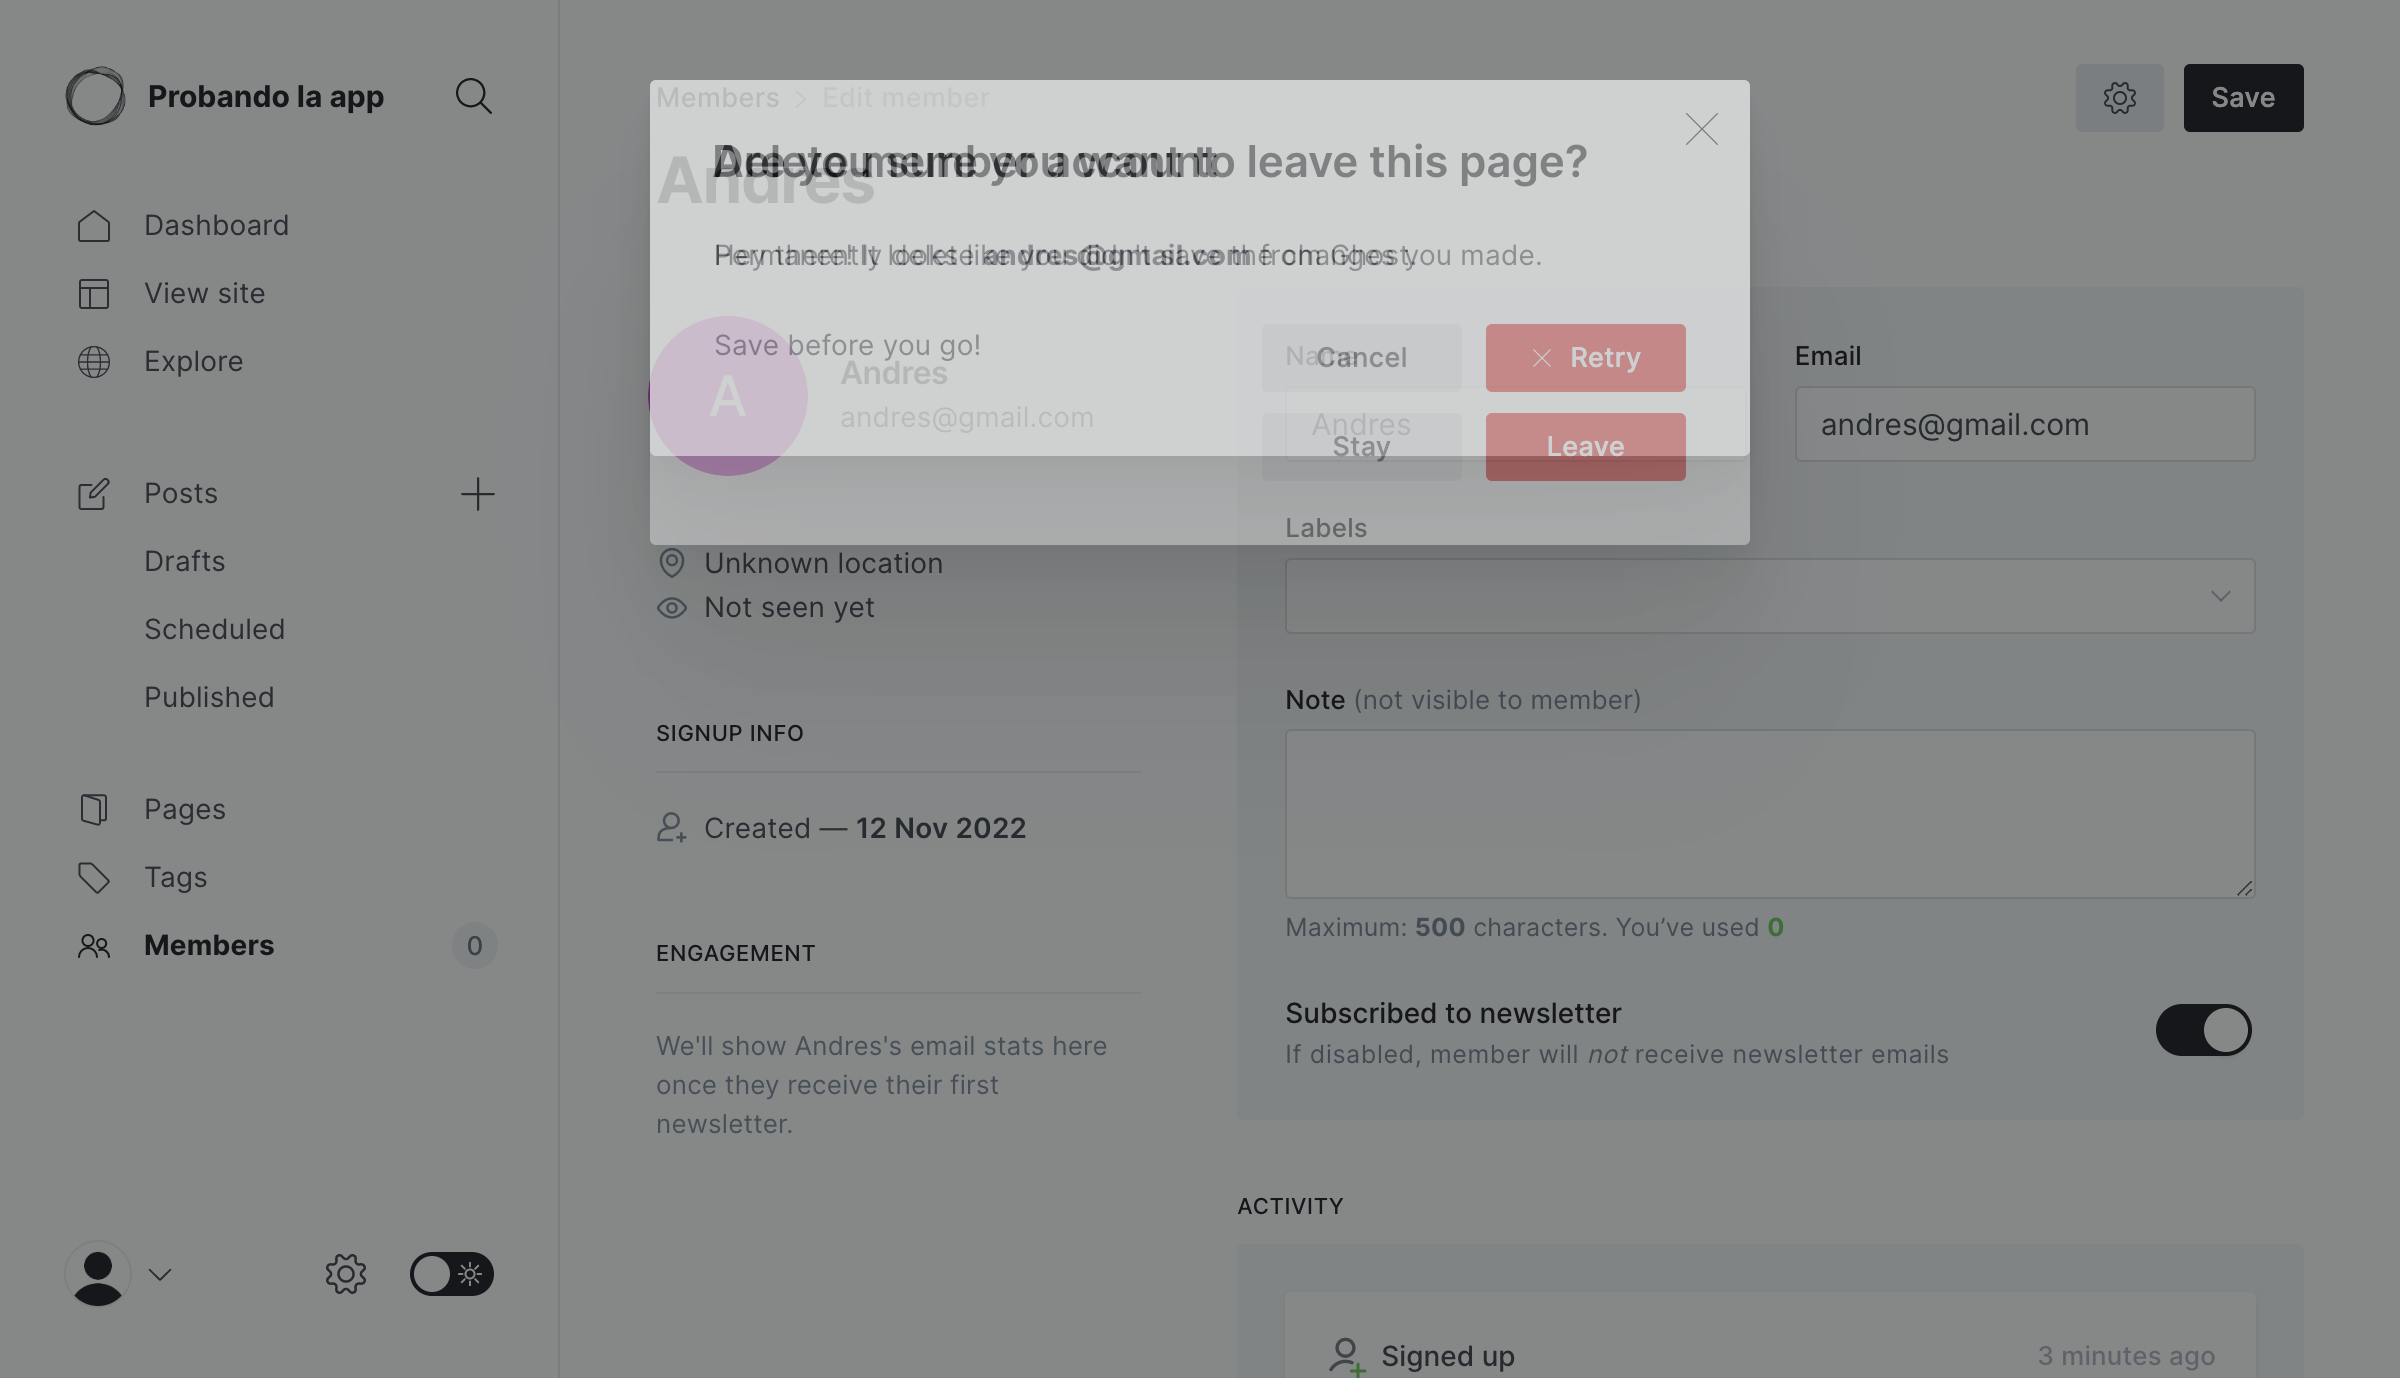 Probando la app
Dashboard
View site
Explore
Posts
Drafts
Scheduled
Published
Pages
Tags
Members
0
Members > Edit member
Save
Andres
Are you sure you want to leave this page?
Delete member account
Hey there! It looks like you didn't save the changes you made.
Permanently delete andres@gmail.com from Ghost.
Save before you go!
Cancel
Retry
Stay
Leave
A
Andres
andres@gmail.com
Unknown location
Not seen yet
SIGNUP INFO
Created — 12 Nov 2022
ENGAGEMENT
We'll show Andres's email stats here
once they receive their first
newsletter.
Name
Andres
Email
andres@gmail.com
Labels
Note (not visible to member)
Maximum: 500 characters. You’ve used 0
Subscribed to newsletter
If disabled, member will not receive newsletter emails
ACTIVITY
Signed up
3 minutes ago